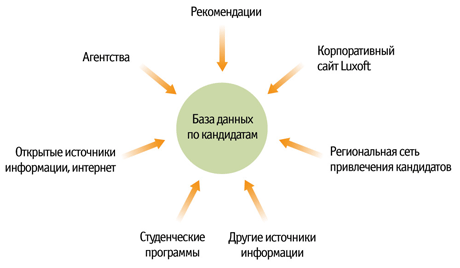 Рекомендации
Агентства
Корпоративный
сайт Luxoft
База данных
по кандидатам
Открытые источники
информации, интернет
Региональная сеть
привлечения кандидатов
Студенческие
программы
Другие источники
информации